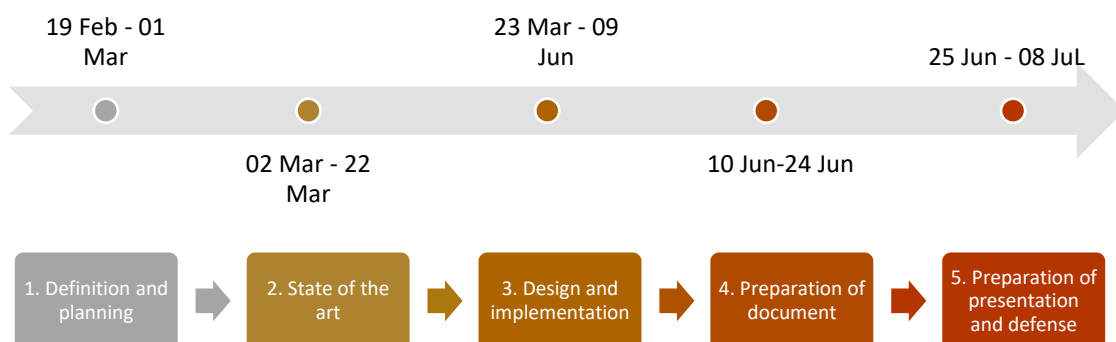 19 Feb - 01
Mar
23 Mar - 09
Jun
25 Jun - 08 JuL
02 Mar - 22
Mar
10 Jun-24 Jun
1. Definition and
planning
2. State of the
art
3. Design and
implementation
4. Preparation of
document
5. Preparation of
presentation
and defense